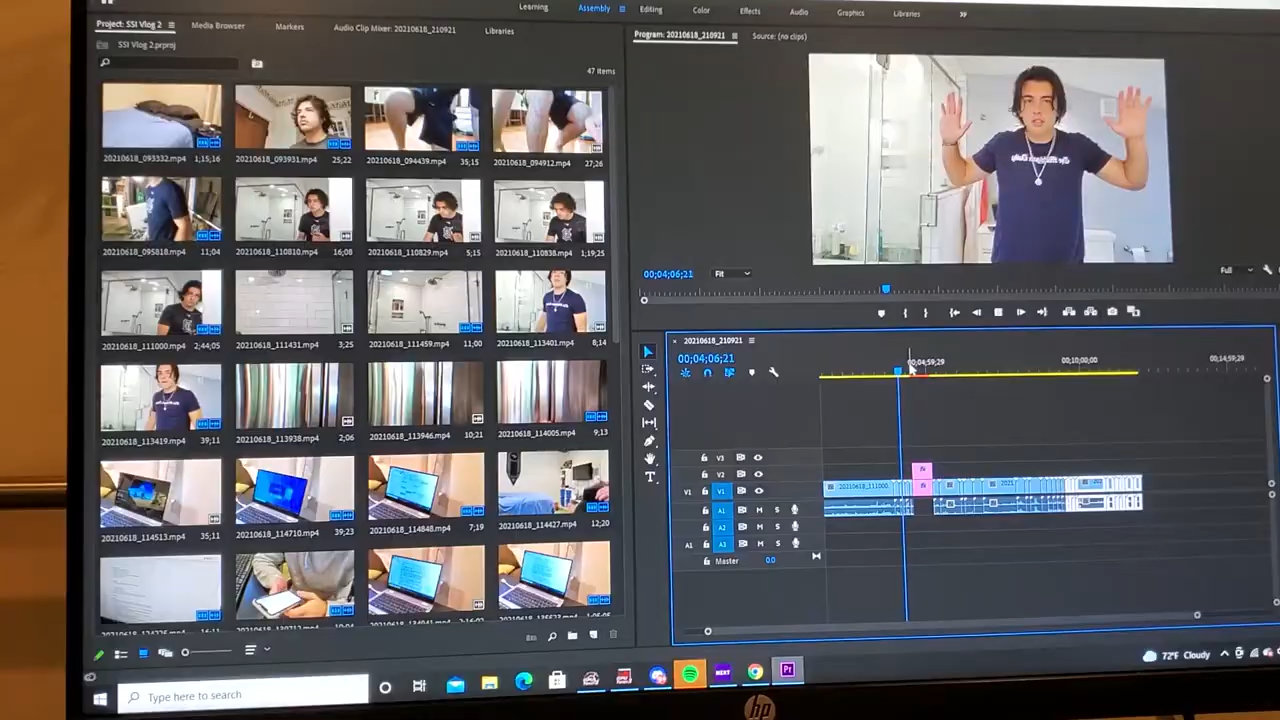 Learning Assembly Editing Color Effects Audio Graphics Libraries
Project: SSI Vlog 2 Media Browser Markers Audio Clip Mixer: 20210618_210921 Libraries
SSI Vlog 2.prproj
47 Items
20210618_093332.mp4 1;15;16 20210618_093931.mp4 25;22 20210618_094439.mp4 35;15 20210618_094912.mp4 27;26
20210618_095818.mp4 11;04 20210618_110810.mp4 16;08 20210618_110829.mp4 5;15 20210618_110838.mp4 1;19;25
20210618_111000.mp4 2;44;05 20210618_111431.mp4 3;25 20210618_111459.mp4 11;00 20210618_113401.mp4 8;14
20210618_113419.mp4 39;11 20210618_113938.mp4 2;06 20210618_113946.mp4 10;21 20210618_114005.mp4 9;13
20210618_114513.mp4 35;11 20210618_114710.mp4 39;23 20210618_114848.mp4 7;19 20210618_114427.mp4 12;20
Program: 20210618_210921 Source: (no clips)
00;04;06;21 Fit Full
20210618_210921
00;04;06;21
00;04;59;29 00;10;00;00 00;14;59;29
V3
V2
V1 V1 20210618_111000
A1 M S
A2 M S
A1 A3 M S
Master 0.0
Type here to search
NEXT
Pr
72°F Cloudy
hp